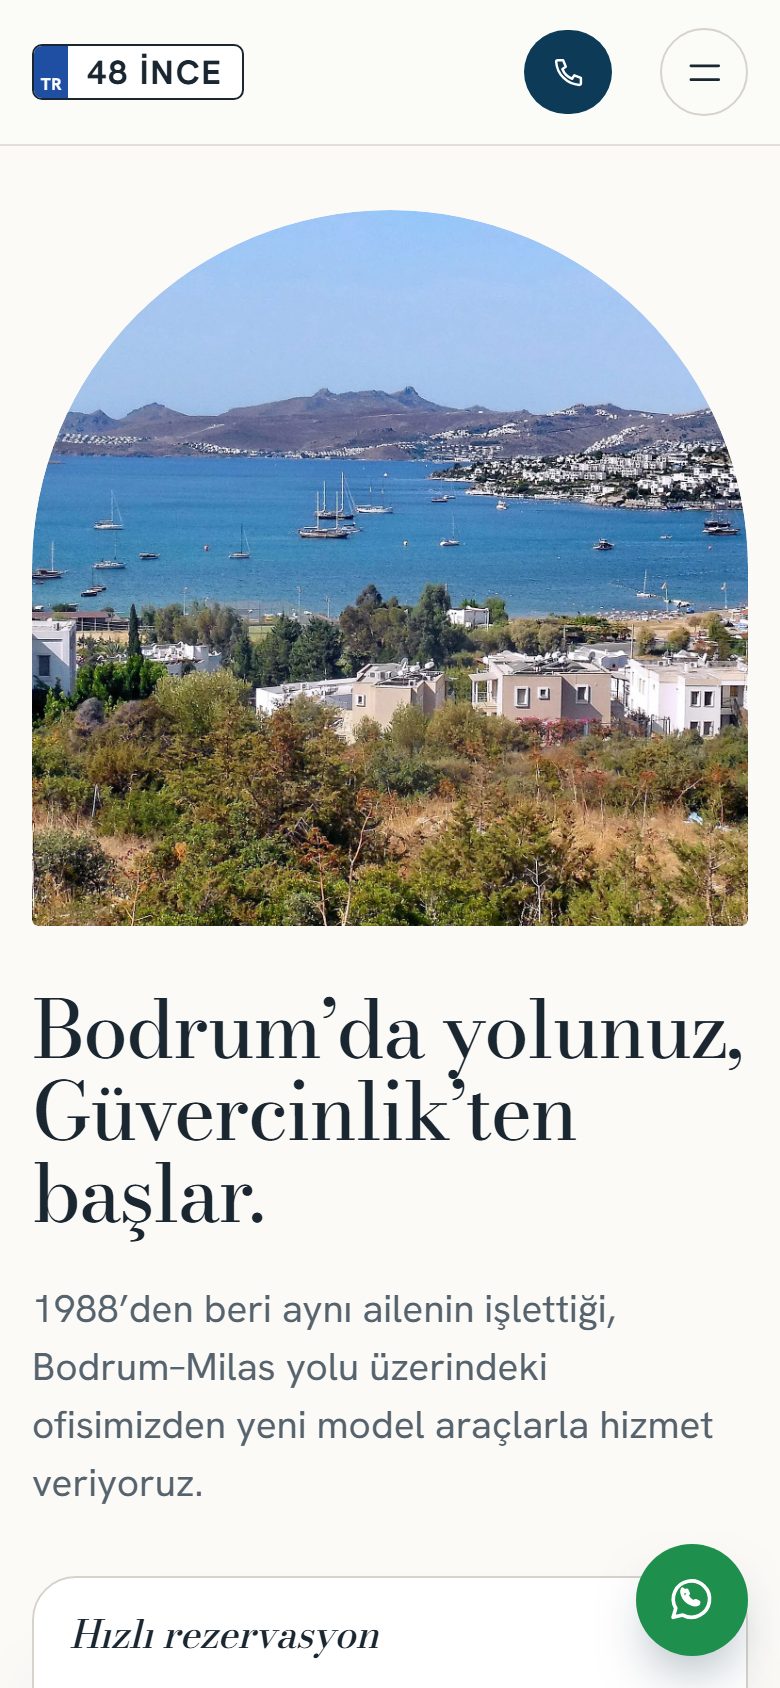 TR 48 İNCE
Bodrum’da yolunuz,
Güvercinlik’ten
başlar.
1988’den beri aynı ailenin işlettiği,
Bodrum–Milas yolu üzerindeki
ofisimizden yeni model araçlarla hizmet
veriyoruz.
Hızlı rezervasyon